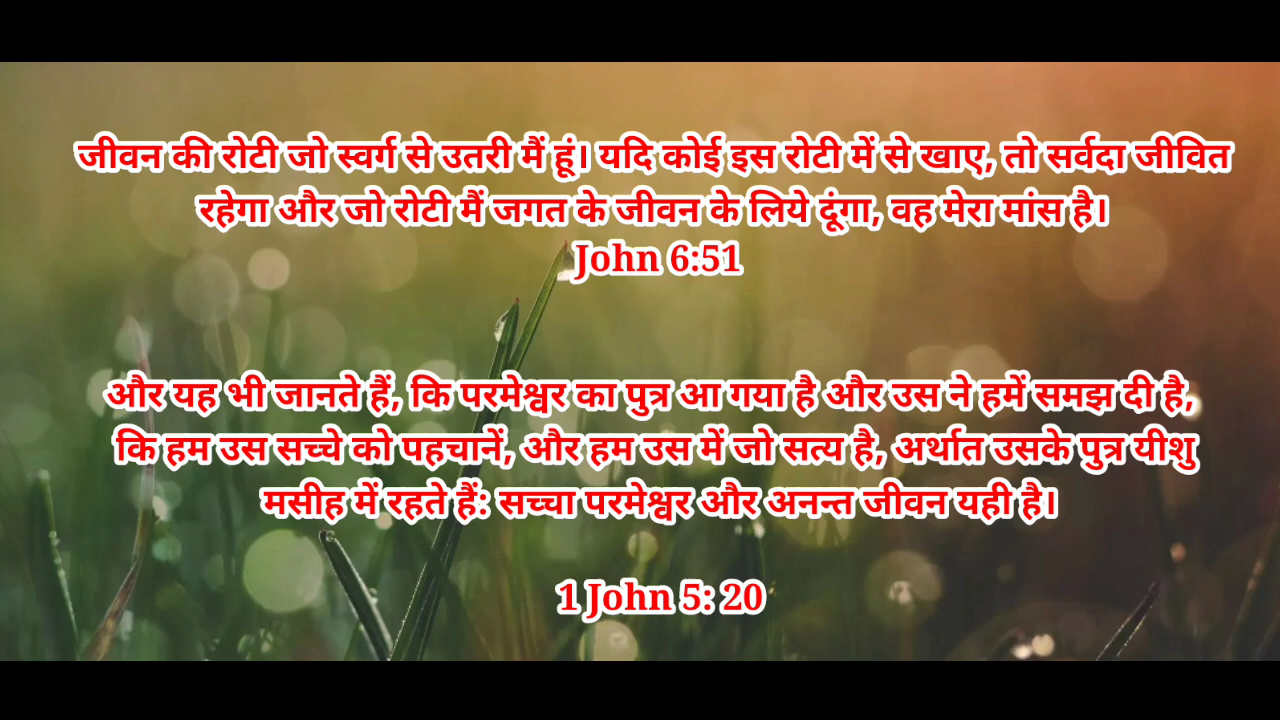 जीवन की रोटी जो स्वर्ग से उतरी मैं हूं। यदि कोई इस रोटी में से खाए, तो सर्वदा जीवित
रहेगा और जो रोटी मैं जगत के जीवन के लिये दूंगा, वह मेरा मांस है।
John 6:51
और यह भी जानते हैं, कि परमेश्वर का पुत्र आ गया है और उस ने हमें समझ दी है,
कि हम उस सच्चे को पहचानें, और हम उस में जो सत्य है, अर्थात उसके पुत्र यीशु
मसीह में रहते हैं: सच्चा परमेश्वर और अनन्त जीवन यही है।
1 John 5: 20